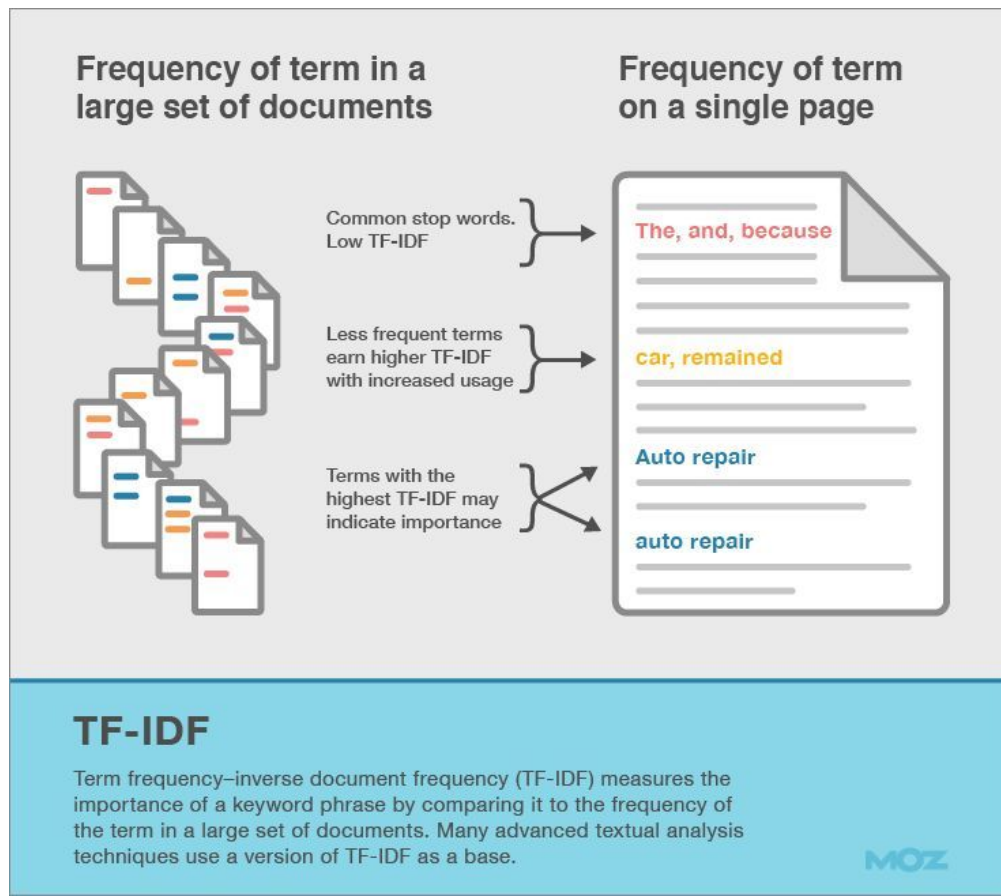 Frequency of term in a
large set of documents
Frequency of term
on a single page
Common stop words.
Low TF-IDF
The, and, because
Less frequent terms
earn higher TF-IDF
with increased usage
car, remained
Terms with the
highest TF-IDF may
indicate importance
Auto repair
auto repair
TF-IDF
Term frequency–inverse document frequency (TF-IDF) measures the
importance of a keyword phrase by comparing it to the frequency of
the term in a large set of documents. Many advanced textual analysis
techniques use a version of TF-IDF as a base.
MOZ